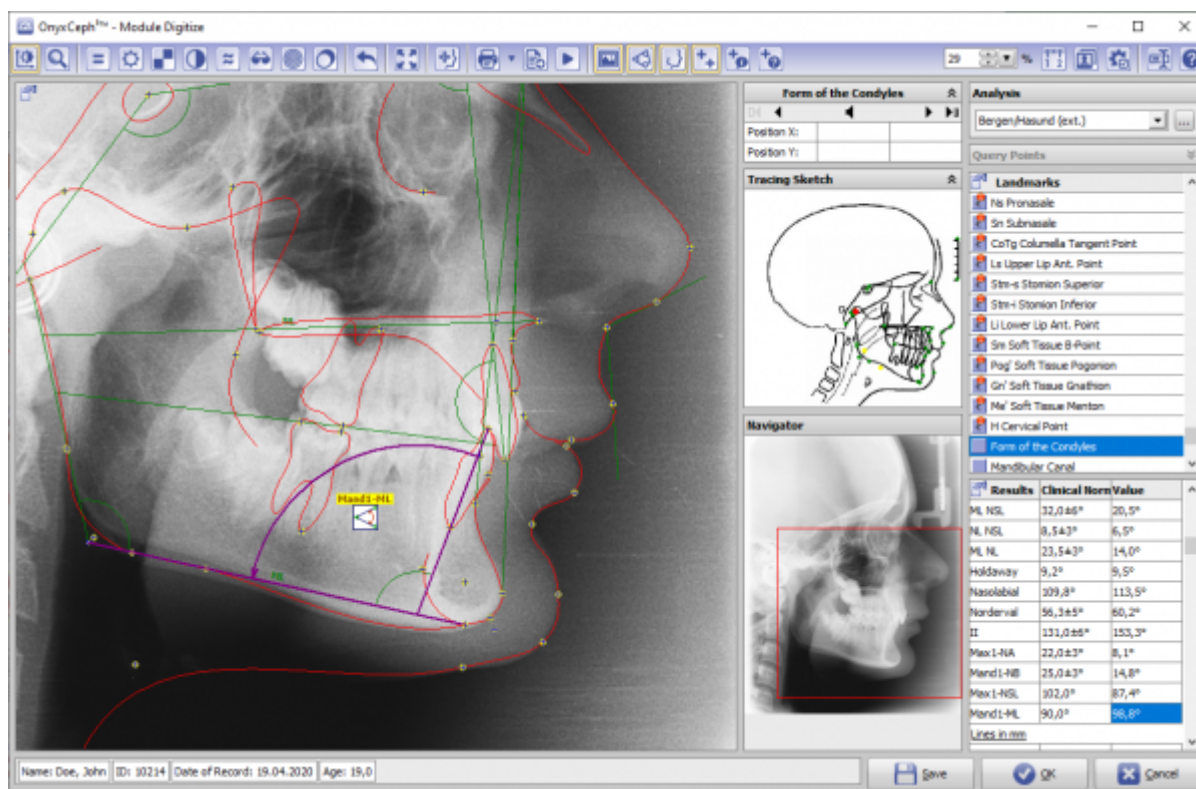 OnyxCeph³™ - Module Digitize
29 %
Form of the Condyles
Position X:
Position Y:
Tracing Sketch
Navigator
Analysis
Bergen/Hasund (ext.)
...
Query Points
Landmarks
Ns Pronasale
Sn Subnasale
CoTg Columella Tangent Point
Ls Upper Lip Ant. Point
Stm-s Stomion Superior
Stm-i Stomion Inferior
Li Lower Lip Ant. Point
Sm Soft Tissue B-Point
Pog' Soft Tissue Pogonion
Gn' Soft Tissue Gnathion
Me' Soft Tissue Menton
H Cervical Point
Form of the Condyles
Mandibular Canal
Results Clinical Norm Value
ML NSL 32,0±6° 20,5°
NL NSL 8,5±3° 6,5°
ML NL 23,5±3° 14,0°
Holdaway 9,2° 9,5°
Nasolabial 109,8° 113,5°
Norderval 56,3±5° 60,2°
II 131,0±6° 153,3°
Max1-NA 22,0±3° 8,1°
Mand1-NB 25,0±3° 14,8°
Max1-NSL 102,0° 87,4°
Mand1-ML 90,0° 98,8°
Lines in mm
NL
Mand1-ML
ML
Name: Doe, John ID: 10214 Date of Record: 19.04.2020 Age: 19,0
Save
OK
Cancel